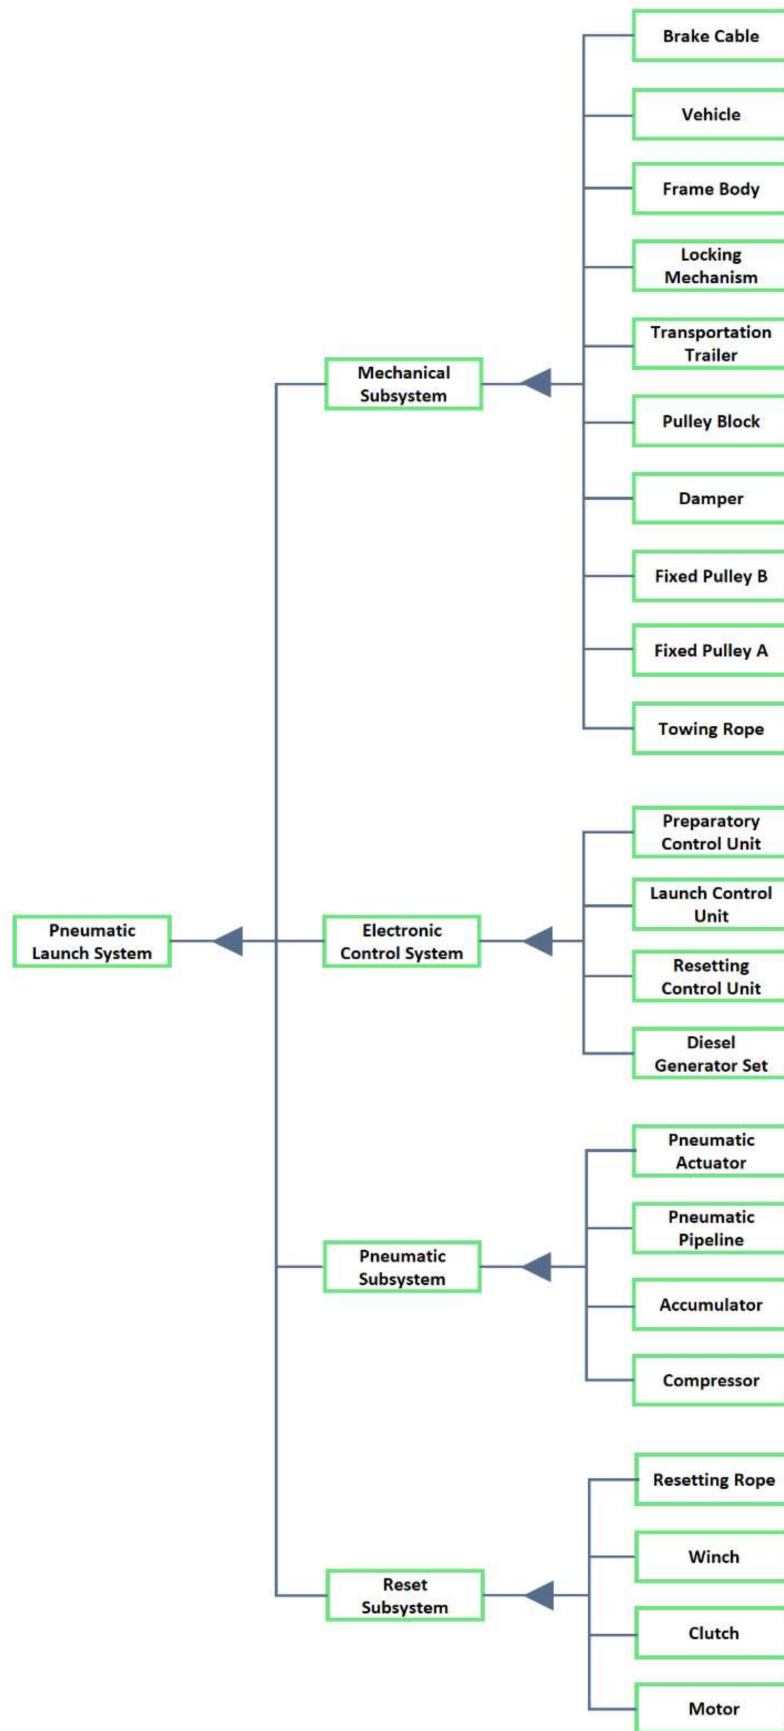 Brake Cable
Vehicle
Frame Body
Locking
Mechanism
Transportation
Trailer
Mechanical
Subsystem
Pulley Block
Damper
Fixed Pulley B
Fixed Pulley A
Towing Rope
Preparatory
Control Unit
Launch Control
Unit
Pneumatic
Launch System
Electronic
Control System
Resetting
Control Unit
Diesel
Generator Set
Pneumatic
Actuator
Pneumatic
Pipeline
Pneumatic
Subsystem
Accumulator
Compressor
Resetting Rope
Winch
Reset
Subsystem
Clutch
Motor